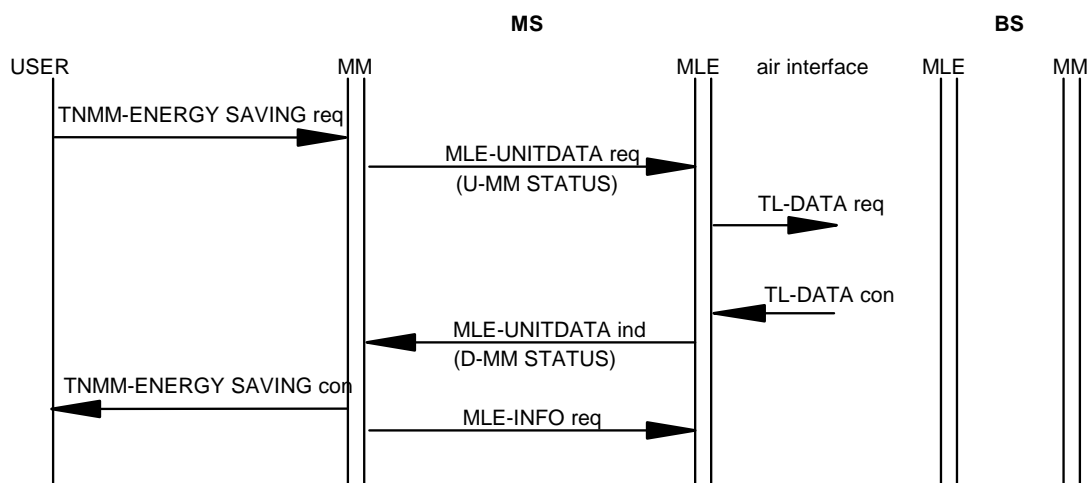 MS BS
USER MM MLE air interface MLE MM
TNMM-ENERGY SAVING req
MLE-UNITDATA req
(U-MM STATUS)
TL-DATA req
TL-DATA con
MLE-UNITDATA ind
(D-MM STATUS)
TNMM-ENERGY SAVING con
MLE-INFO req